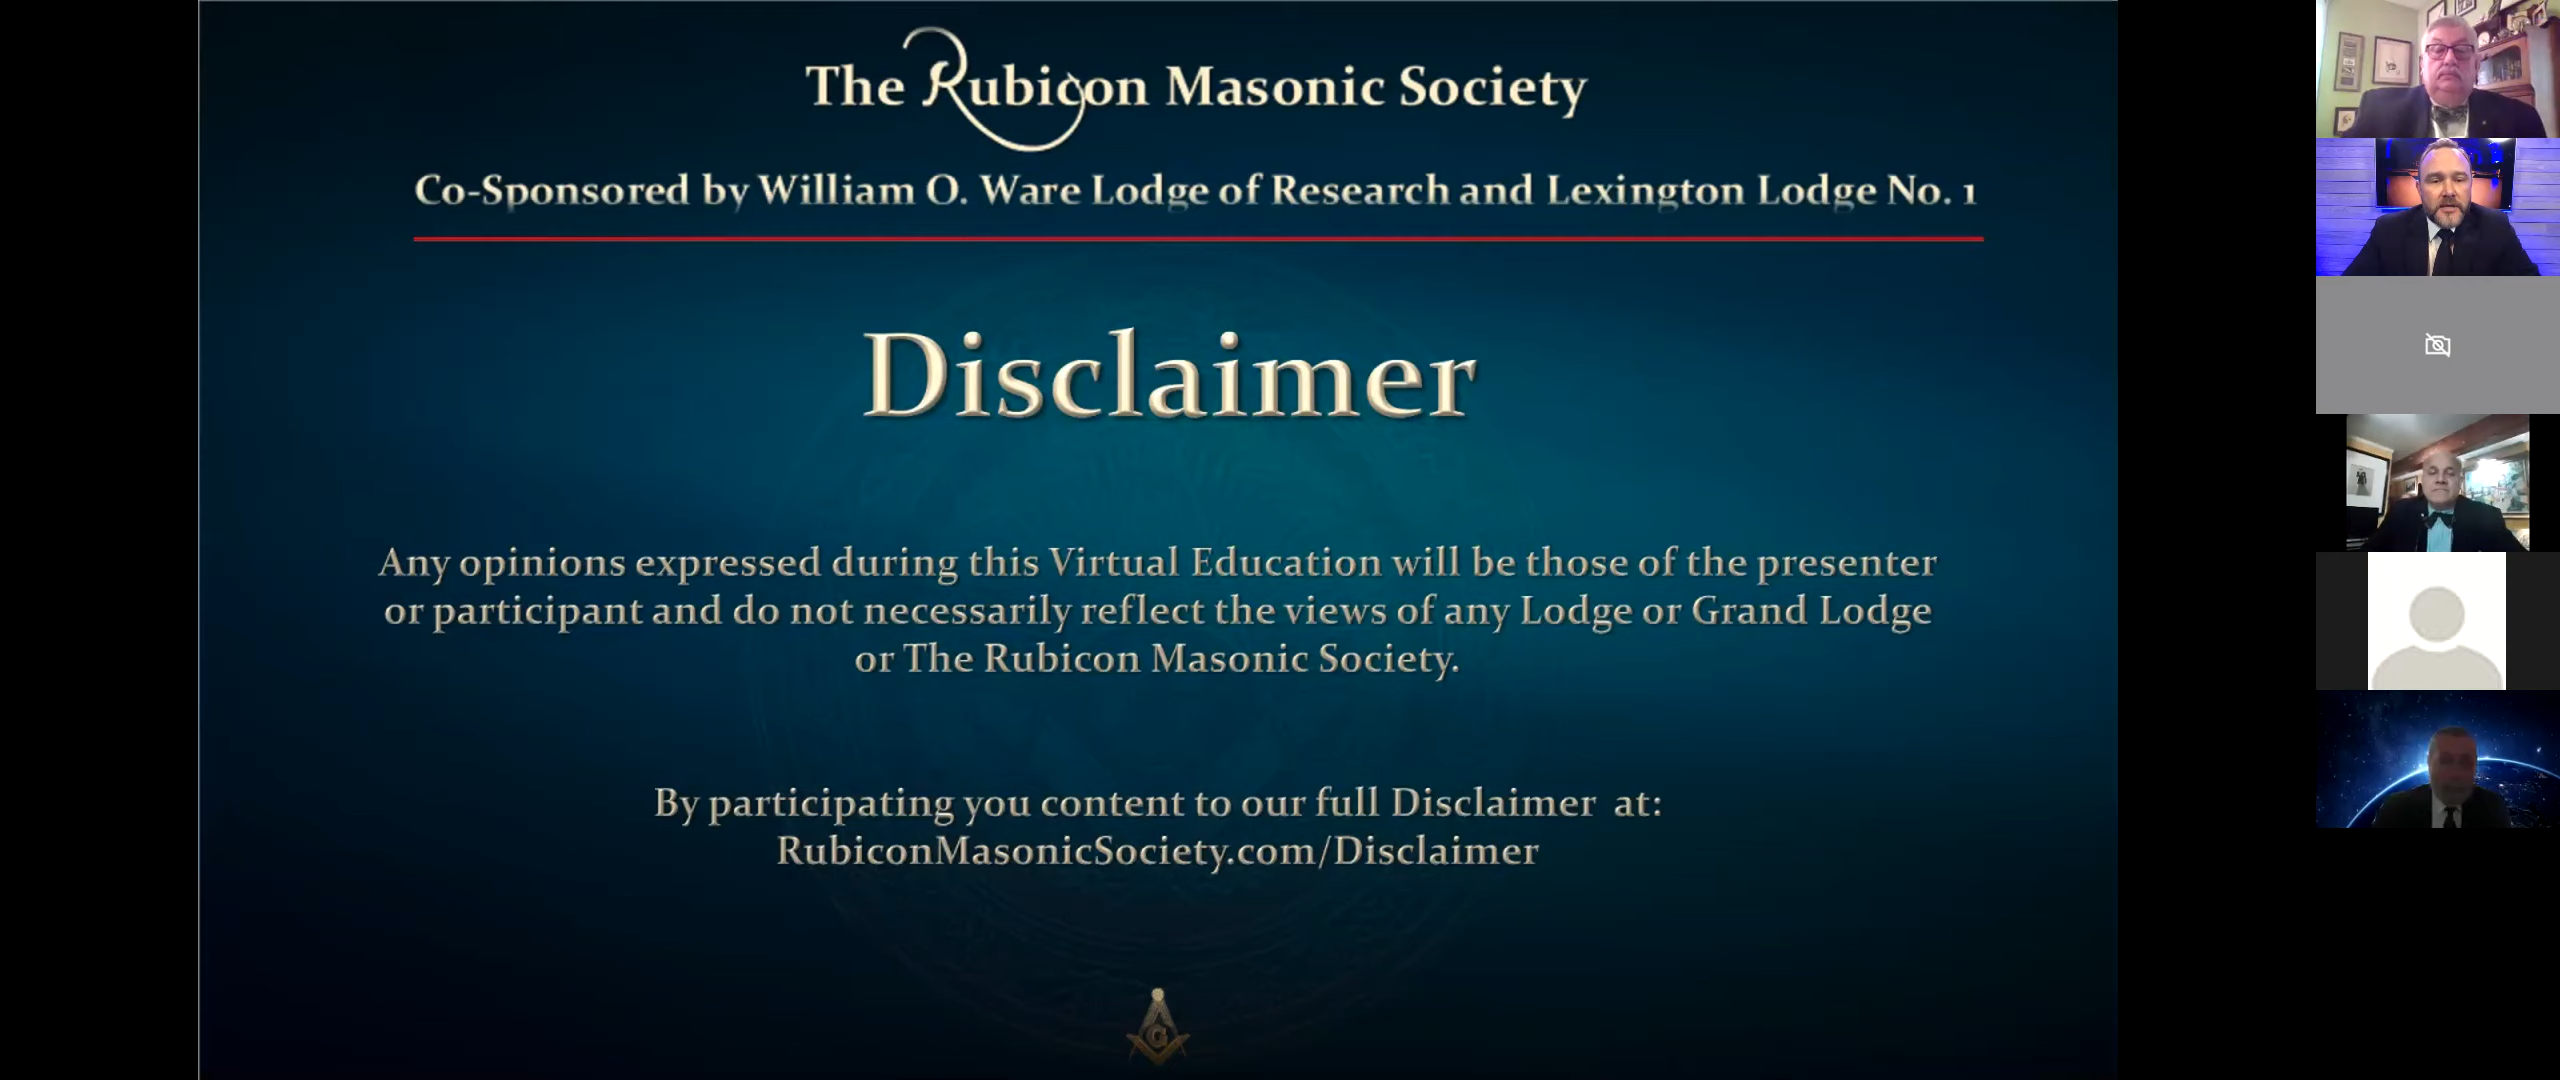 The Rubicon Masonic Society
Co-Sponsored by William O. Ware Lodge of Research and Lexington Lodge No. 1
Disclaimer
Any opinions expressed during this Virtual Education will be those of the presenter
or participant and do not necessarily reflect the views of any Lodge or Grand Lodge
or The Rubicon Masonic Society.
By participating you content to our full Disclaimer at:
RubiconMasonicSociety.com/Disclaimer
G